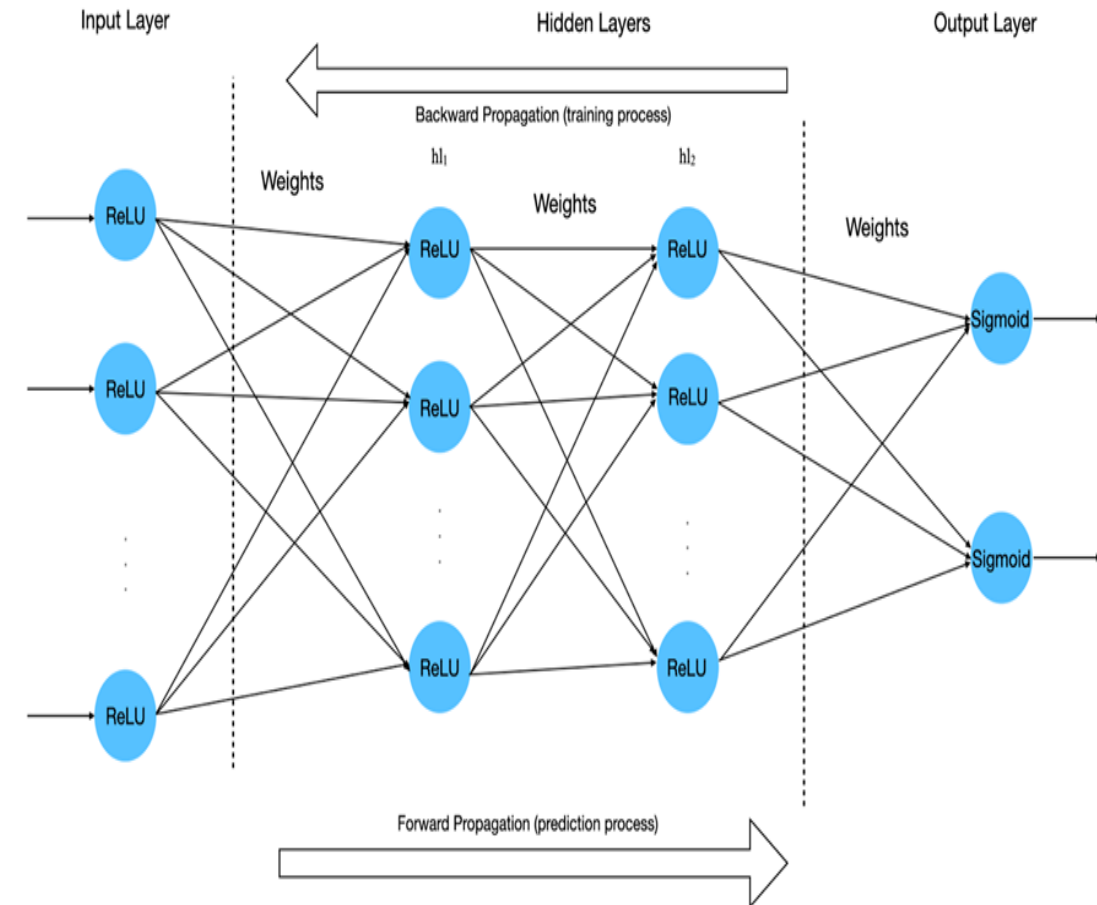 Input Layer
Hidden Layers
Output Layer
Backward Propagation (training process)
hl₁
hl₂
Weights
Weights
Weights
ReLU
ReLU
ReLU
ReLU
ReLU
ReLU
ReLU
ReLU
ReLU
Sigmoid
Sigmoid
Forward Propagation (prediction process)